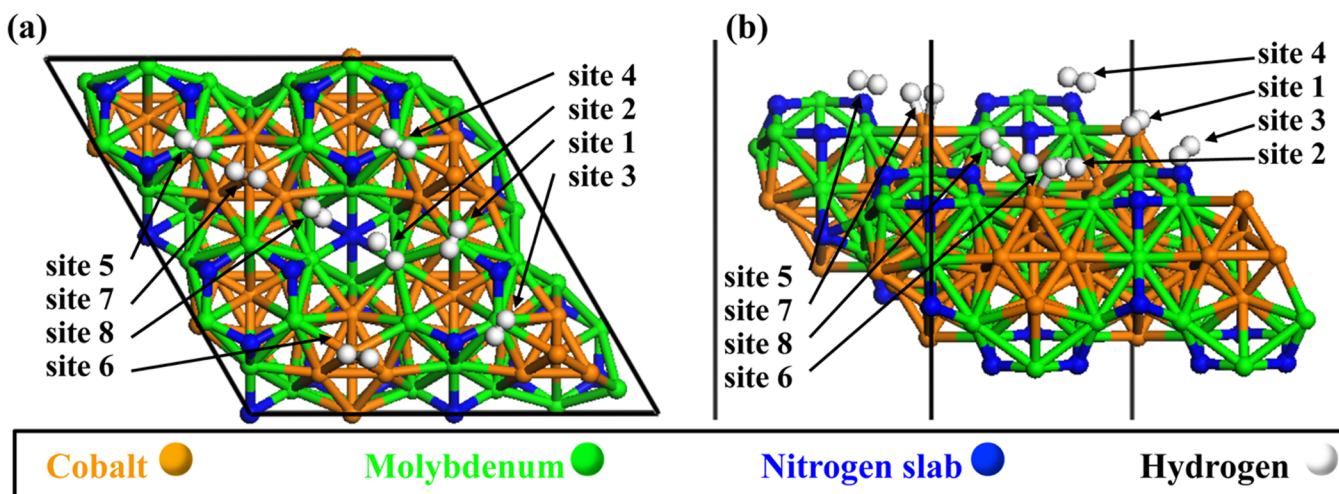 (a)
site 4
site 2
site 1
site 3
site 5
site 7
site 8
site 6
(b)
site 4
site 1
site 3
site 2
site 5
site 7
site 8
site 6
Cobalt Molybdenum Nitrogen slab Hydrogen